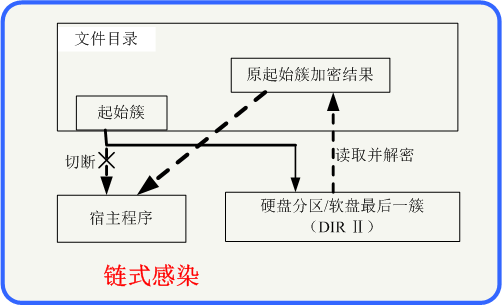 文件目录
原起始簇加密结果
起始簇
切断
读取并解密
宿主程序
硬盘分区/软盘最后一簇
（DIR Ⅱ）
链式感染